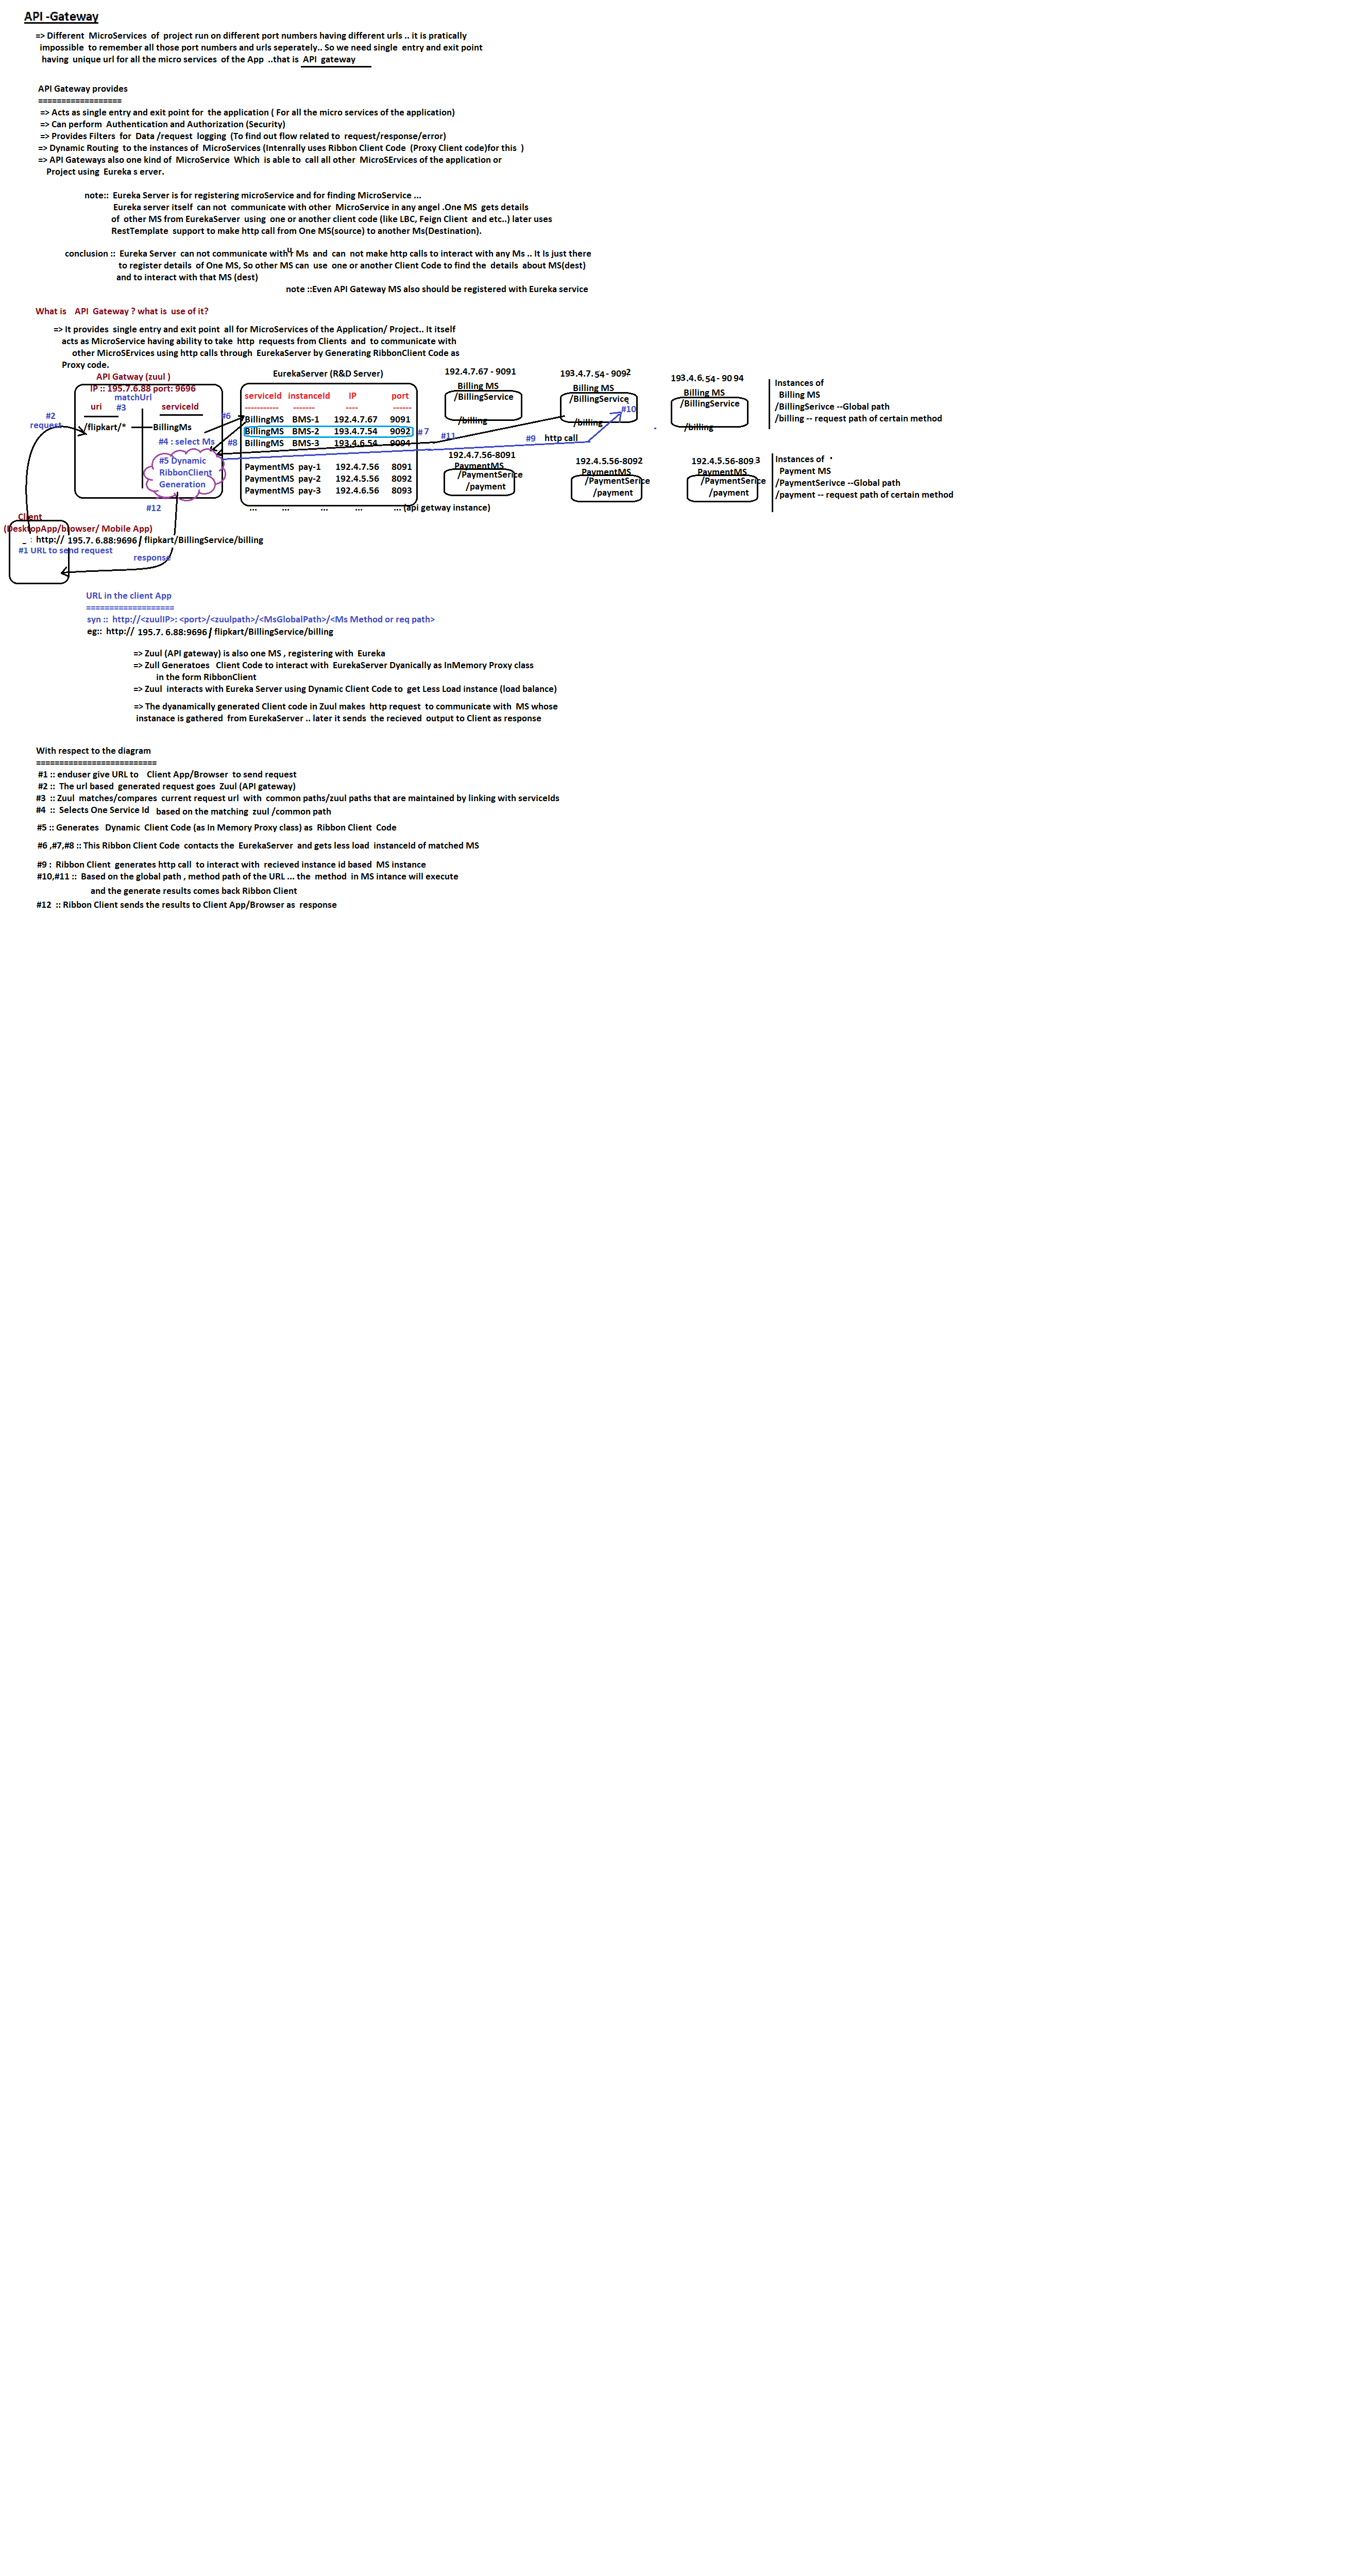 API -Gateway
=> Different MicroServices of project run on different port numbers having different urls .. it is pratically
impossible to remember all those port numbers and urls seperately.. So we need single entry and exit point
having unique url for all the micro services of the App ..that is API gateway
API Gateway provides
==================
=> Acts as single entry and exit point for the application ( For all the micro services of the application)
=> Can perform Authentication and Authorization (Security)
=> Provides Filters for Data /request logging (To find out flow related to request/response/error)
=> Dynamic Routing to the instances of MicroServices (Intenrally uses Ribbon Client Code (Proxy Client code)for this )
=> API Gateways also one kind of MicroService Which is able to call all other MicroSErvices of the application or
Project using Eureka s erver.
note:: Eureka Server is for registering microService and for finding MicroService ...
Eureka server itself can not communicate with other MicroService in any angel .One MS gets details
of other MS from EurekaServer using one or another client code (like LBC, Feign Client and etc..) later uses
RestTemplate support to make http call from One MS(source) to another Ms(Destination).
conclusion :: Eureka Server can not communicate with r Ms and can not make http calls to interact with any Ms .. It Is just there
to register details of One MS, So other MS can use one or another Client Code to find the details about MS(dest)
and to interact with that MS (dest)
note ::Even API Gateway MS also should be registered with Eureka service
What is API Gateway ? what is use of it?
=> It provides single entry and exit point all for MicroServices of the Application/ Project.. It itself
acts as MicroService having ability to take http requests from Clients and to communicate with
other MicroSErvices using http calls through EurekaServer by Generating RibbonClient Code as
Proxy code.
API Gatway (zuul )
IP :: 195.7.6.88 port: 9696
matchUrl
uri #3 serviceId
#2
request
/flipkart/* BillingMs
#4 : select Ms
#5 Dynamic
RibbonClient
Generation
#6
#8
#12
EurekaServer (R&D Server)
serviceId instanceId IP port
----------- ------- ---- ------
BillingMS BMS-1 192.4.7.67 9091
BillingMS BMS-2 193.4.7.54 9092
BillingMS BMS-3 193.4.6.54 9094
PaymentMS pay-1 192.4.7.56 8091
PaymentMS pay-2 192.4.5.56 8092
PaymentMS pay-3 192.4.6.56 8093
... ... ... ... ... (api getway instance)
#7
#11
#9 http call
#10
192.4.7.67 - 9091
Billing MS
/BillingService
/billing
193.4.7.54 - 9092
Billing MS
/BillingService
/billing
193.4.6.54 - 9094
Billing MS
/BillingService
/billing
Instances of
Billing MS
/BillingSerivce --Global path
/billing -- request path of certain method
192.4.7.56-8091
PaymentMS
/PaymentSerice
/payment
192.4.5.56-8092
PaymentMS
/PaymentSerice
/payment
192.4.5.56-8093
PaymentMS
/PaymentSerice
/payment
Instances of
Payment MS
/PaymentSerivce --Global path
/payment -- request path of certain method
Client
(DesktopApp/browser/ Mobile App)
: http:// 195.7. 6.88:9696 / flipkart/BillingService/billing
#1 URL to send request
response
URL in the client App
===================
syn :: http://<zuulIP>: <port>/<zuulpath>/<MsGlobalPath>/<Ms Method or req path>
eg:: http:// 195.7. 6.88:9696 / flipkart/BillingService/billing
=> Zuul (API gateway) is also one MS , registering with Eureka
=> Zull Generatoes Client Code to interact with EurekaServer Dyanically as InMemory Proxy class
in the form RibbonClient
=> Zuul interacts with Eureka Server using Dynamic Client Code to get Less Load instance (load balance)
=> The dyanamically generated Client code in Zuul makes http request to communicate with MS whose
instanace is gathered from EurekaServer .. later it sends the recieved output to Client as response
With respect to the diagram
==========================
#1 :: enduser give URL to Client App/Browser to send request
#2 :: The url based generated request goes Zuul (API gateway)
#3 :: Zuul matches/compares current request url with common paths/zuul paths that are maintained by linking with serviceIds
#4 :: Selects One Service Id based on the matching zuul /common path
#5 :: Generates Dynamic Client Code (as In Memory Proxy class) as Ribbon Client Code
#6 ,#7,#8 :: This Ribbon Client Code contacts the EurekaServer and gets less load instanceId of matched MS
#9 : Ribbon Client generates http call to interact with recieved instance id based MS instance
#10,#11 :: Based on the global path , method path of the URL ... the method in MS intance will execute
and the generate results comes back Ribbon Client
#12 :: Ribbon Client sends the results to Client App/Browser as response